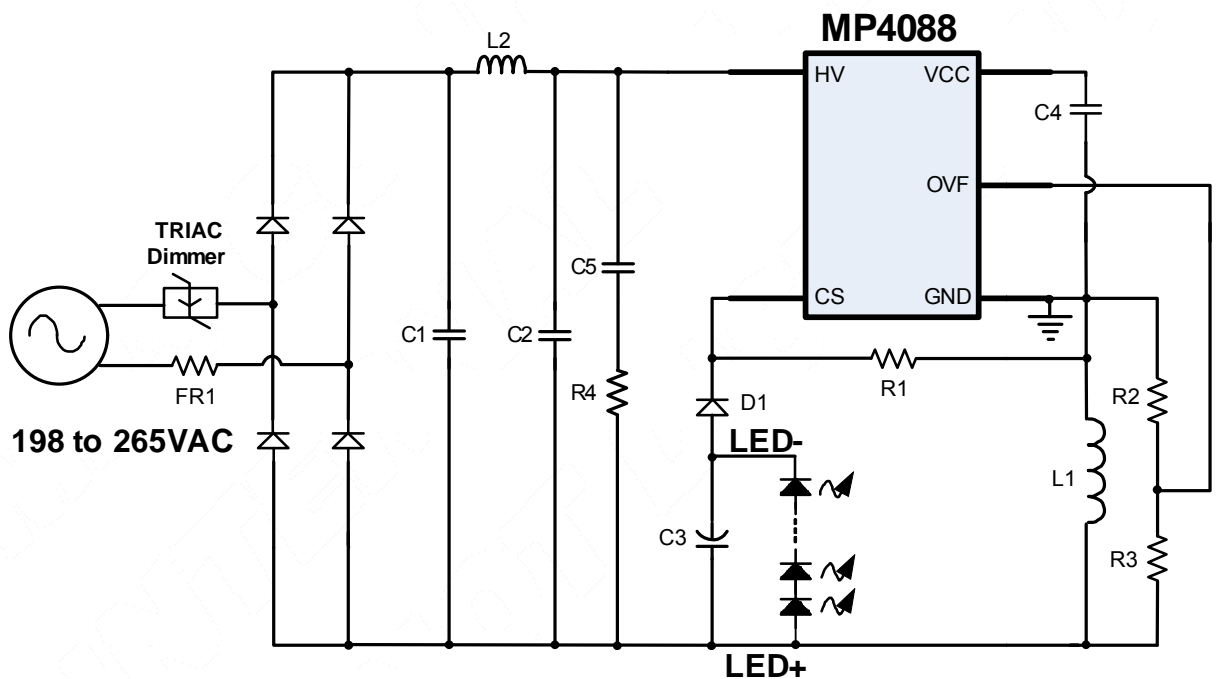 MP4088
L2
HV
VCC
C4
OVF
TRIAC
Dimmer
C5
CS
GND
C1
C2
R1
FR1
R4
D1
R2
198 to 265VAC
LED-
L1
C3
R3
LED+